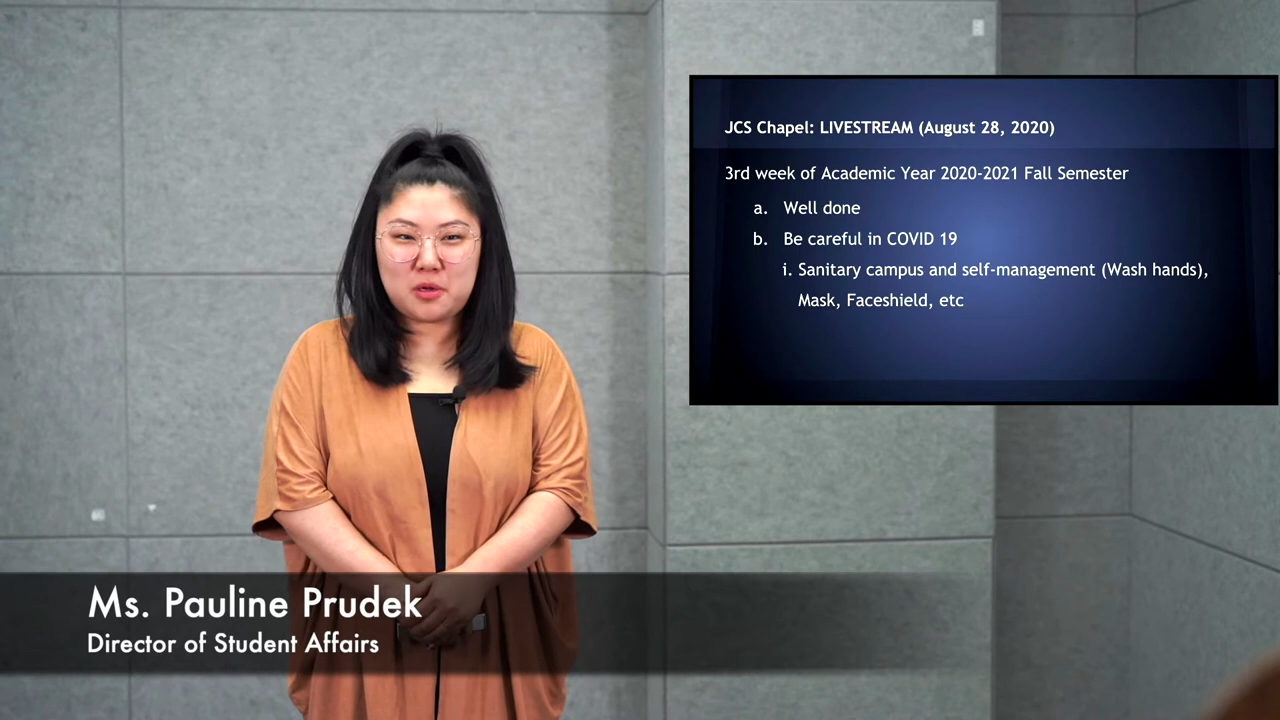 JCS Chapel: LIVESTREAM (August 28, 2020)
3rd week of Academic Year 2020-2021 Fall Semester
a. Well done
b. Be careful in COVID 19
i. Sanitary campus and self-management (Wash hands),
Mask, Faceshield, etc
Ms. Pauline Prudek
Director of Student Affairs